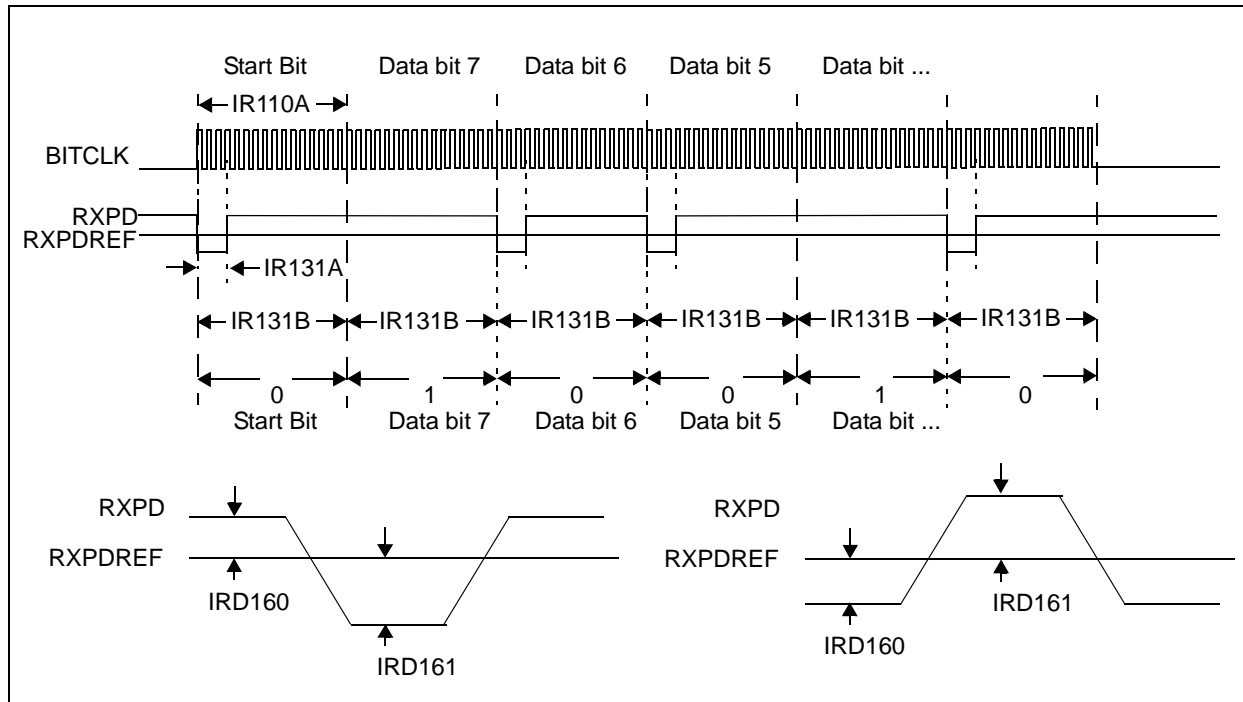 Start Bit Data bit 7 Data bit 6 Data bit 5 Data bit ...
IR110A
BITCLK
RXPD
RXPDREF
IR131A
IR131B IR131B IR131B IR131B IR131B IR131B
0 1 0 0 1 0
Start Bit Data bit 7 Data bit 6 Data bit 5 Data bit ...
RXPD
RXPDREF
IRD160
IRD161
RXPD
RXPDREF
IRD161
IRD160